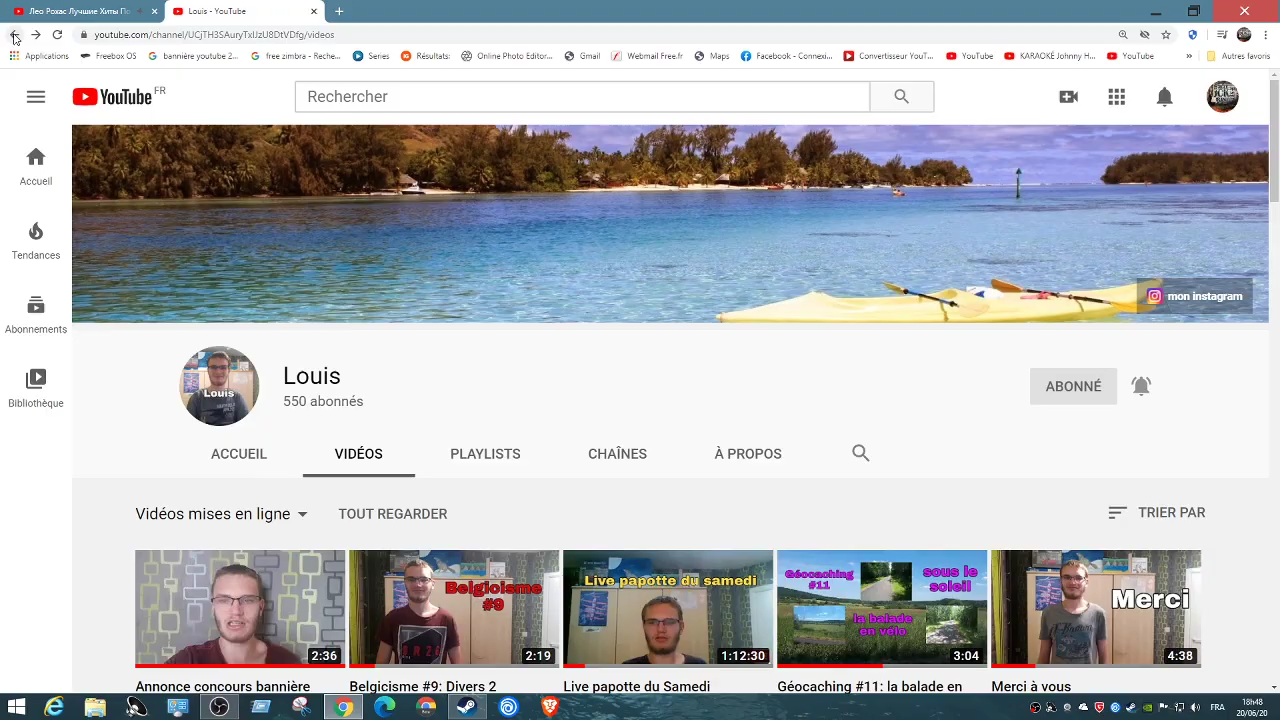 Лео Рохас Лучшие Хиты По
Louis - YouTube
youtube.com/channel/UCjTH3SAuryTxIJzU8DtVDfg/videos
Applications
Freebox OS
bannière youtube 2...
free zimbra - Reche...
Series
Résultats:
Online Photo Editor...
Gmail
Webmail Free.fr
Maps
Facebook - Connexi...
Convertisseur YouT...
YouTube
KARAOKÉ Johnny H...
YouTube
Autres favoris
YouTube FR
Rechercher
Accueil
Tendances
Abonnements
Bibliothèque
mon instagram
Louis
Louis
550 abonnés
ABONNÉ
ACCUEIL
VIDÉOS
PLAYLISTS
CHAÎNES
À PROPOS
Vidéos mises en ligne
TOUT REGARDER
TRIER PAR
2:36
Belgicisme
#9
2:19
Live papotte du samedi
1:12:30
Géocaching
#11
sous le
soleil
la balade
en vélo
3:04
Merci
4:38
Annonce concours bannière
Belgicisme #9: Divers 2
Live papotte du Samedi
Géocaching #11: la balade en
Merci à vous
FRA
18h48
20/06/20